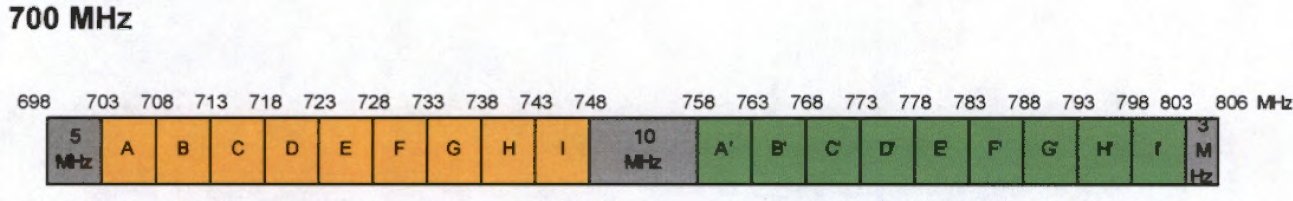 700 MHz
698 703 708 713 718 723 728 733 738 743 748 758 763 768 773 778 783 788 793 798 803 806 MHz
5 MHz A B C D E F G H I 10 MHz A' B' C' D' E' F' G' H' I' 3 M Hz